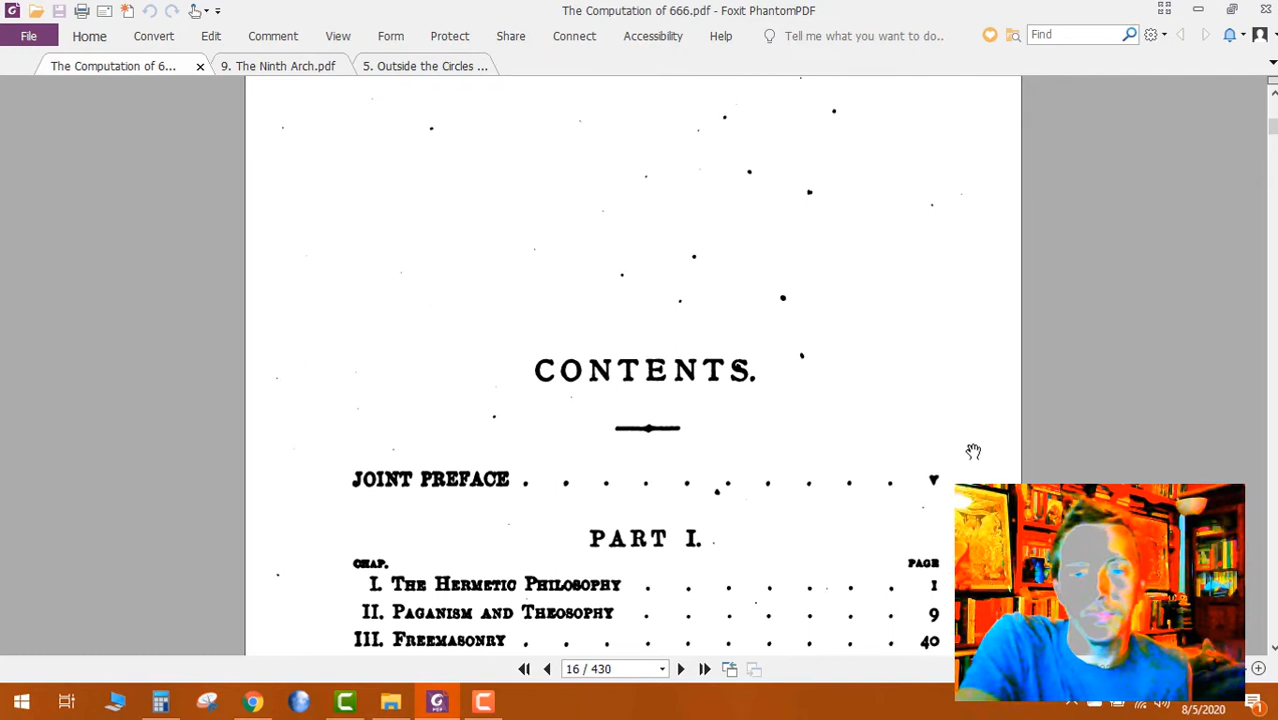 The Computation of 666.pdf - Foxit PhantomPDF
File Home Convert Edit Comment View Form Protect Share Connect Accessibility Help Tell me what you want to do.. Find
The Computation of 6... 9. The Ninth Arch.pdf 5. Outside the Circles ...
CONTENTS.
JOINT PREFACE . . . . . . . . . . v
PART I.
CHAP. PAGE
I. THE HERMETIC PHILOSOPHY . . . . . . . 1
II. PAGANISM AND THEOSOPHY . . . . . . . 9
III. FREEMASONRY . . . . . . . . . . 40
16 / 430
8/5/2020